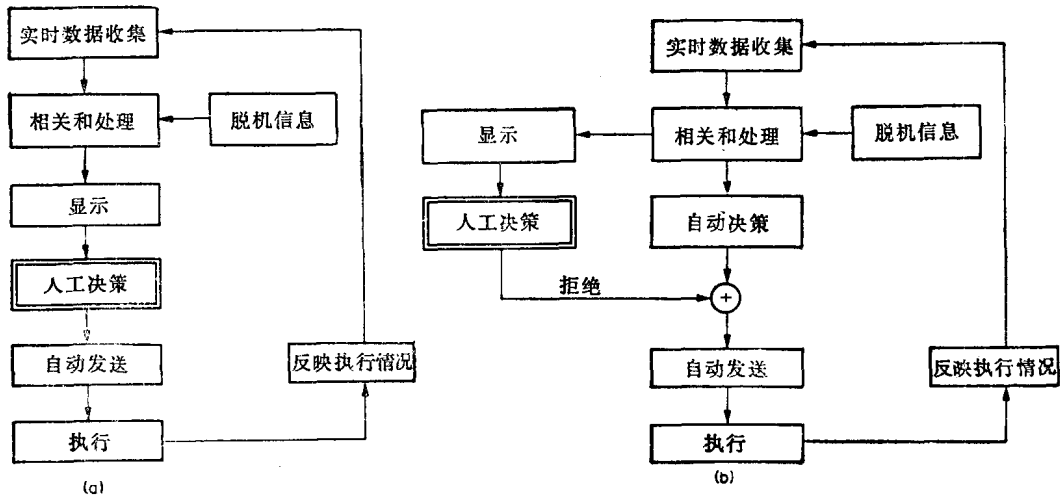 实时数据收集
相关和处理
脱机信息
显示
人工决策
自动发送
反映执行情况
执行
(a)
实时数据收集
显示
相关和处理
脱机信息
人工决策
自动决策
拒绝
+
自动发送
反映执行情况
执行
(b)